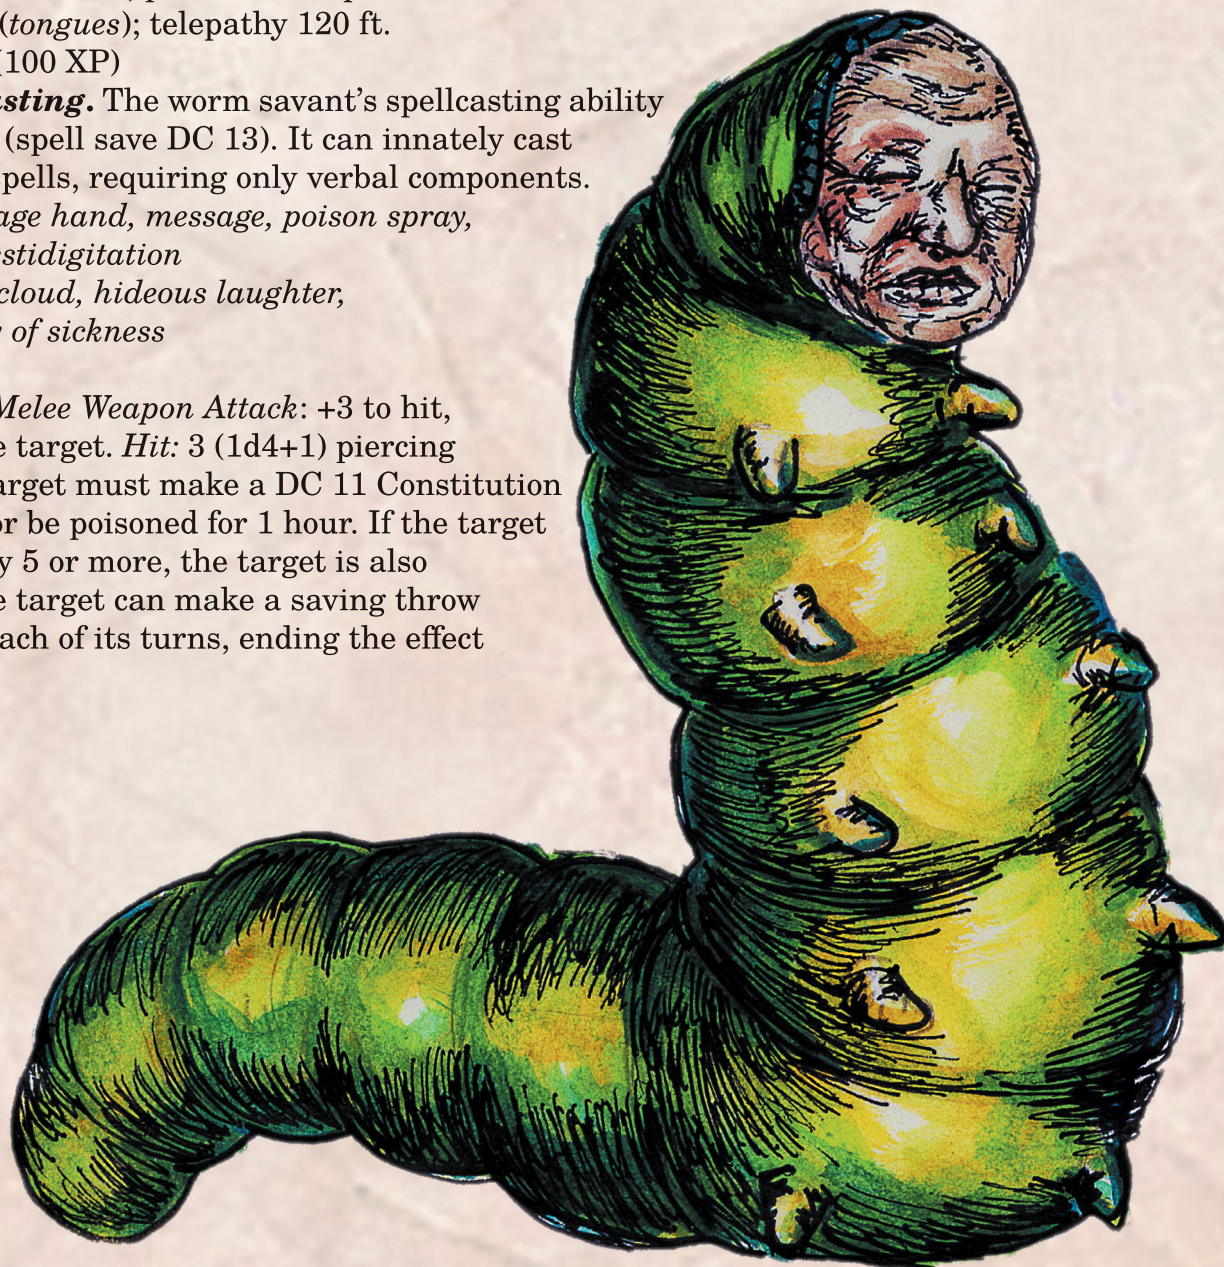 (tongues); telepathy 120 ft.
(100 XP)
asting. The worm savant’s spellcasting ability
(spell save DC 13). It can innately cast
spells, requiring only verbal components.
age hand, message, poison spray,
estidigitation
cloud, hideous laughter,
of sickness
Melee Weapon Attack: +3 to hit,
e target. Hit: 3 (1d4+1) piercing
arget must make a DC 11 Constitution
or be poisoned for 1 hour. If the target
y 5 or more, the target is also
e target can make a saving throw
ach of its turns, ending the effect